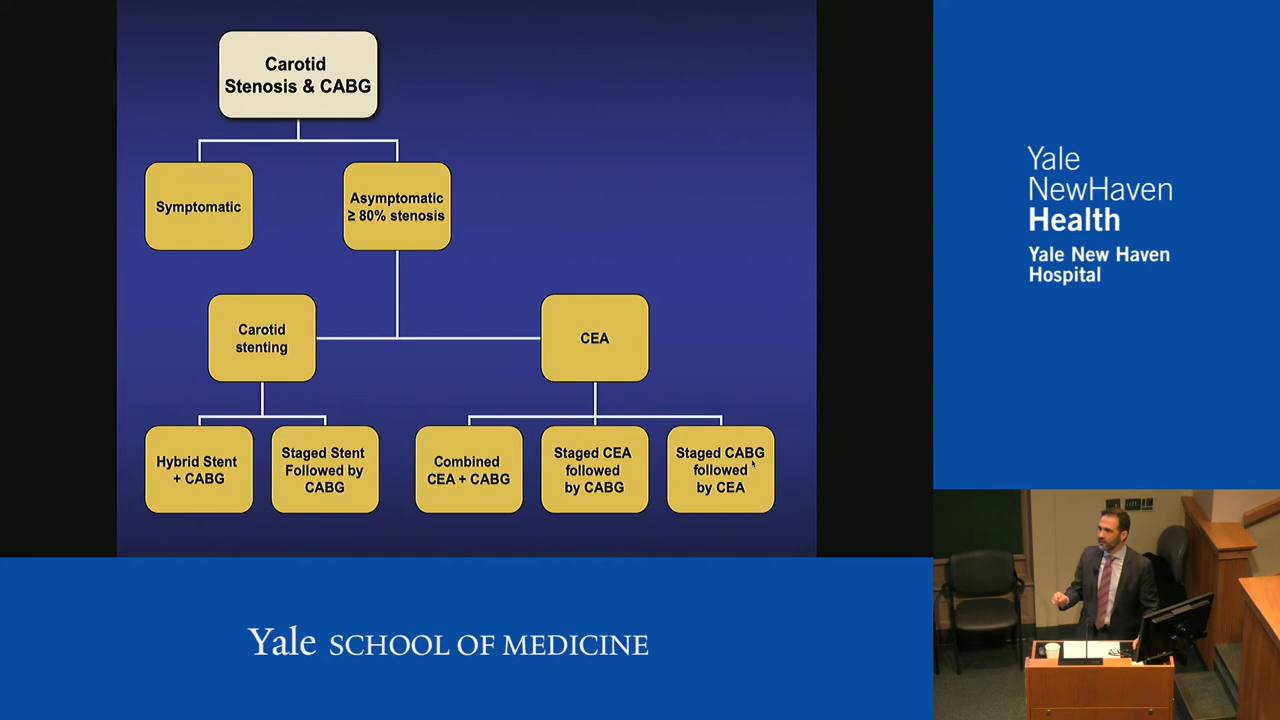 Carotid
Stenosis & CABG
Symptomatic
Asymptomatic
≥ 80% stenosis
Carotid
stenting
CEA
Hybrid Stent
+ CABG
Staged Stent
Followed by
CABG
Combined
CEA + CABG
Staged CEA
followed
by CABG
Staged CABG
followed
by CEA
Yale
NewHaven
Health
Yale New Haven
Hospital
Yale SCHOOL OF MEDICINE